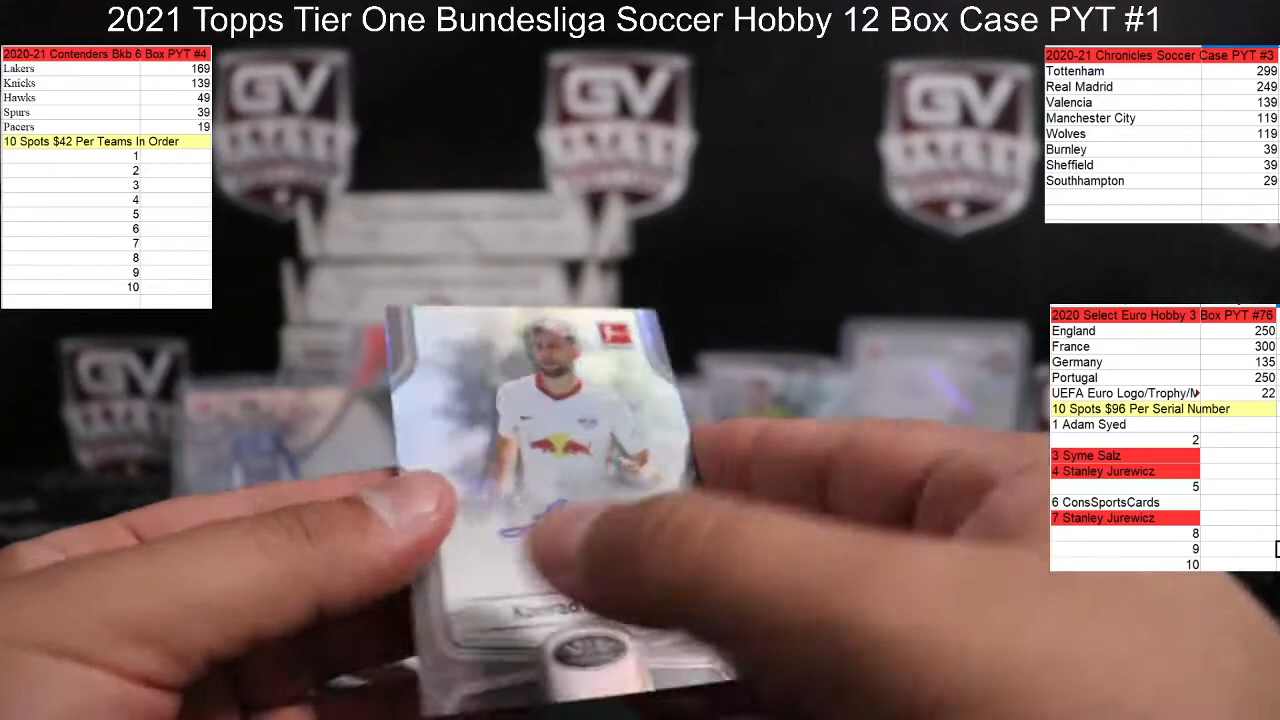 2021 Topps Tier One Bundesliga Soccer Hobby 12 Box Case PYT #1
2020-21 Contenders Bkb 6 Box PYT #4
Lakers 169
Knicks 139
Hawks 49
Spurs 39
Pacers 19
10 Spots $42 Per Teams In Order
1
2
3
4
5
6
7
8
9
10
2020-21 Chronicles Soccer Case PYT #3
Tottenham 299
Real Madrid 249
Valencia 139
Manchester City 119
Wolves 119
Burnley 39
Sheffield 39
Southhampton 29
2020 Select Euro Hobby 3 Box PYT #76
England 250
France 300
Germany 135
Portugal 250
UEFA Euro Logo/Trophy/M 22
10 Spots $96 Per Serial Number
1 Adam Syed
2
3 Syme Salz
4 Stanley Jurewicz
5
6 ConsSportsCards
7 Stanley Jurewicz
8
9
10
GV
GV
GV
GV